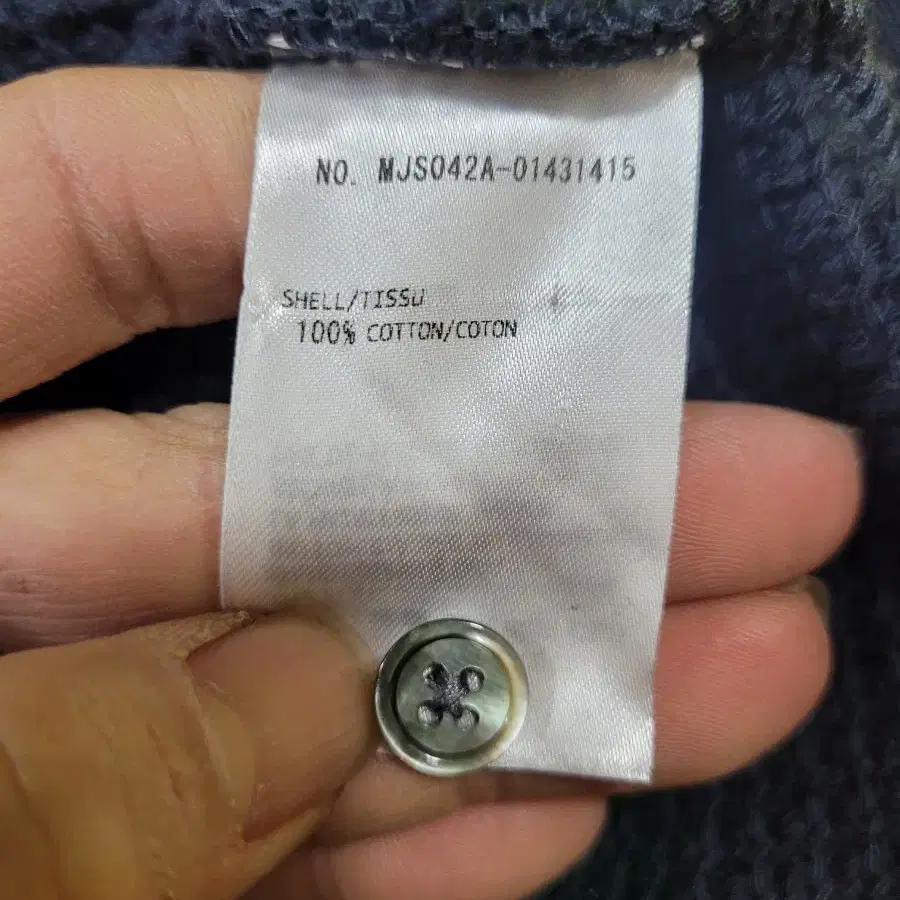 NO. MJS042A-01431415
SHELL/TISSU
100% COTTON/COTON